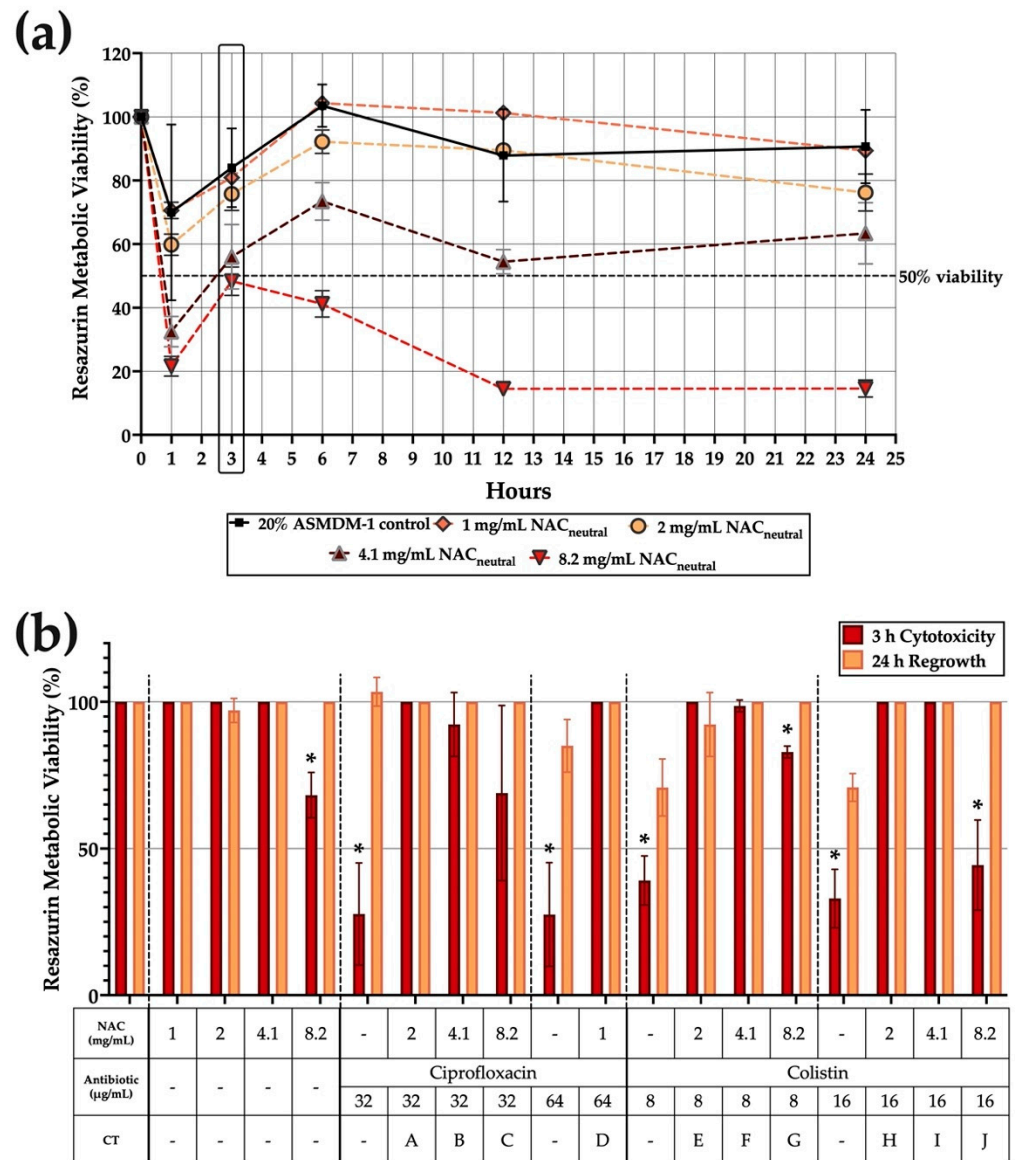 (a)
Resazurin Metabolic Viability (%)
120
100
80
60
40
20
0
50% viability
0 1 2 3 4 5 6 7 8 9 10 11 12 13 14 15 16 17 18 19 20 21 22 23 24 25
Hours
20% ASMDM-1 control 1 mg/mL NACneutral 2 mg/mL NACneutral
4.1 mg/mL NACneutral 8.2 mg/mL NACneutral
(b)
3 h Cytotoxicity
24 h Regrowth
Resazurin Metabolic Viability (%)
100
50
0
* * * * * * *
NAC (mg/mL) 1 2 4.1 8.2 - 2 4.1 8.2 - 1 - 2 4.1 8.2 - 2 4.1 8.2
Antibiotic (µg/mL) - - - - Ciprofloxacin Colistin
32 32 32 32 64 64 8 8 8 8 16 16 16 16
CT - - - - - A B C - D - E F G - H I J